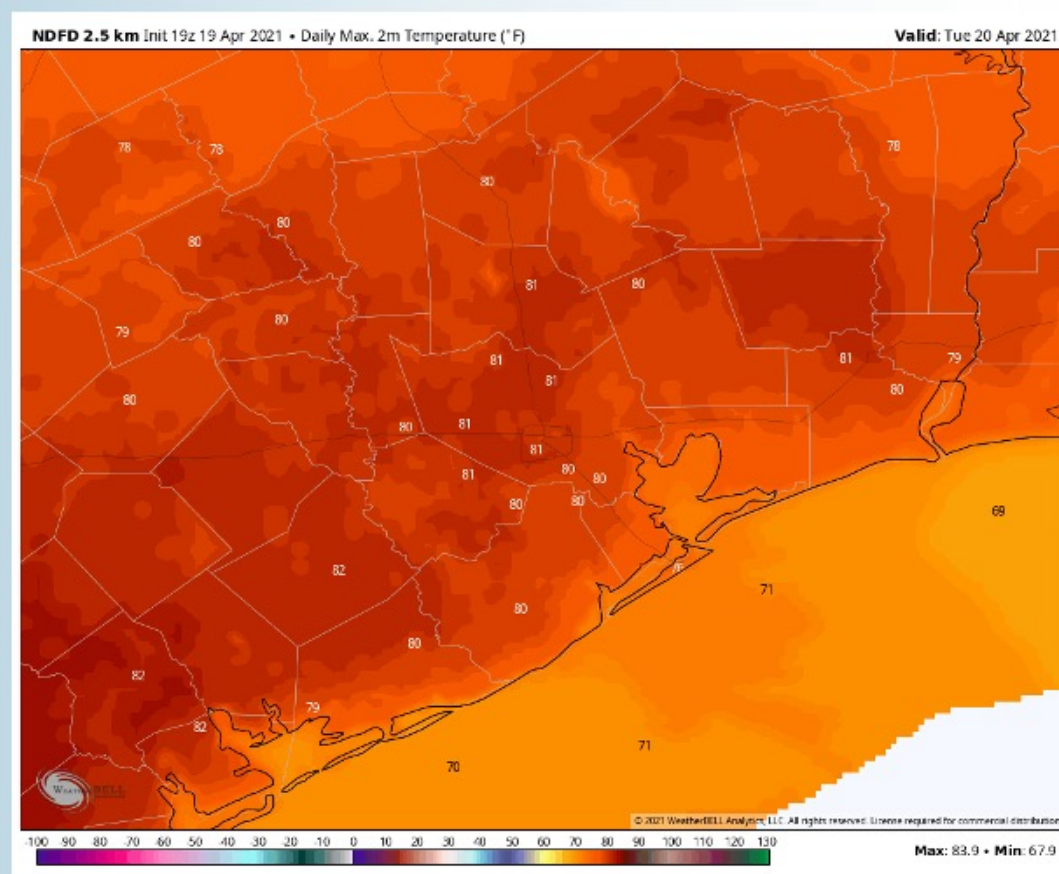 NDFD 2.5 km Init 19z 19 Apr 2021 • Daily Max. 2m Temperature (°F) Valid: Tue 20 Apr 2021
78 78 78
80
80 80
81 80
79 80
81 81 79
81 80
80
80 81
81
81 80 80
80 80
69
82
71
80
80
82
79
82
71
70
WEATHERBELL
© 2021 WeatherBELL Analytics, LLC. All rights reserved. License required for commercial distribution
-100 -90 -80 -70 -60 -50 -40 -30 -20 -10 0 10 20 30 40 50 60 70 80 90 100 110 120 130
Max: 83.9 • Min: 67.9